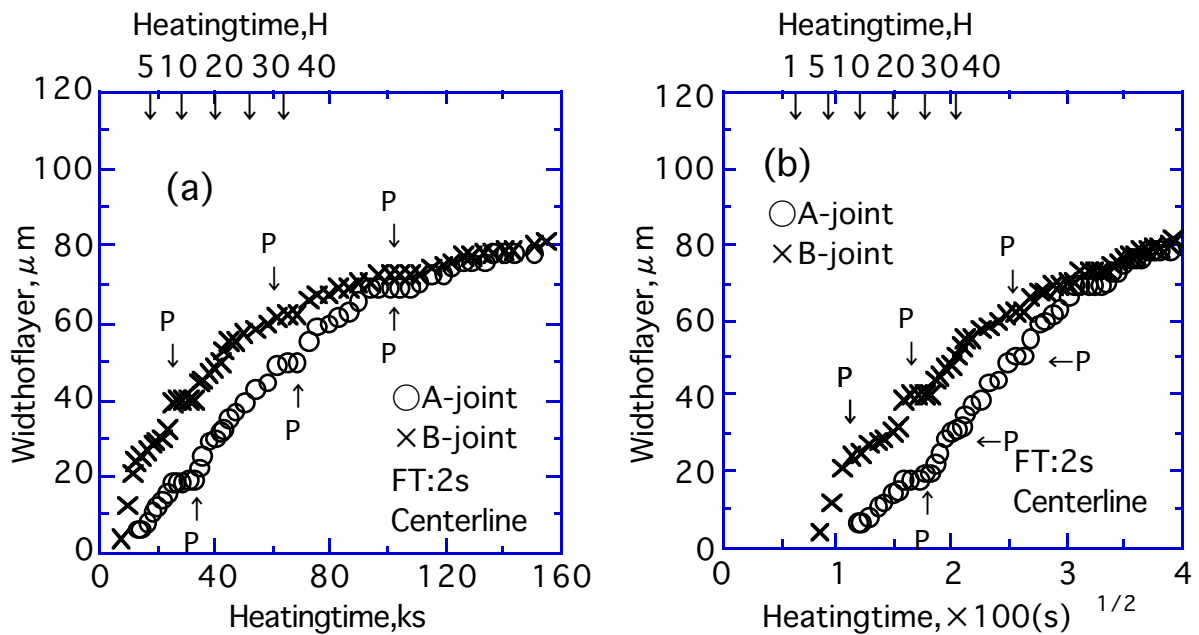 Heatingtime,H
5 10 20 30 40
120
100
80
60
40
20
0
Widthoflayer,μm
(a)
P
P
P
P
P
P
○A-joint
×B-joint
FT:2s
Centerline
0 40 80 120 160
Heatingtime,ks
Heatingtime,H
1 5 10 20 30 40
120
100
80
60
40
20
0
Widthoflayer,μm
(b)
○A-joint
×B-joint
P
P
P
←P
←P
P
FT:2s
Centerline
0 1 2 3 4
Heatingtime,×100(s) 1/2